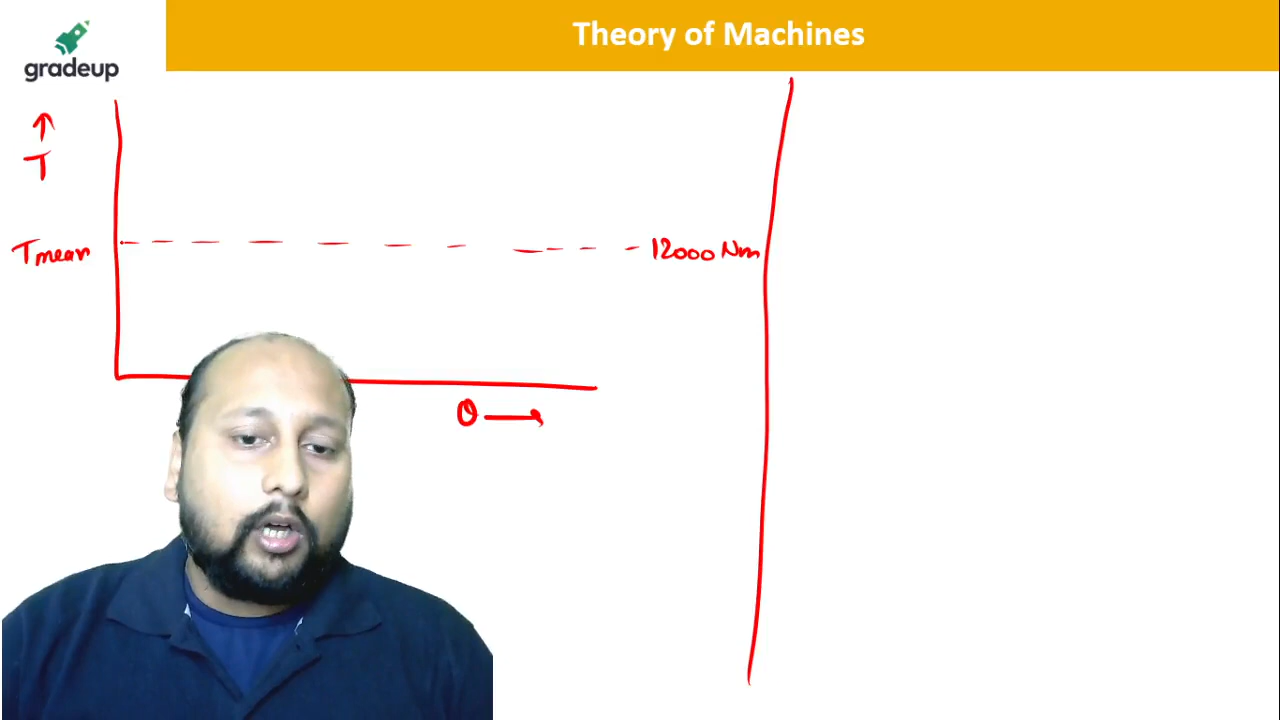 Theory of Machines
gradeup
T
Tmean
12000 Nm
θ